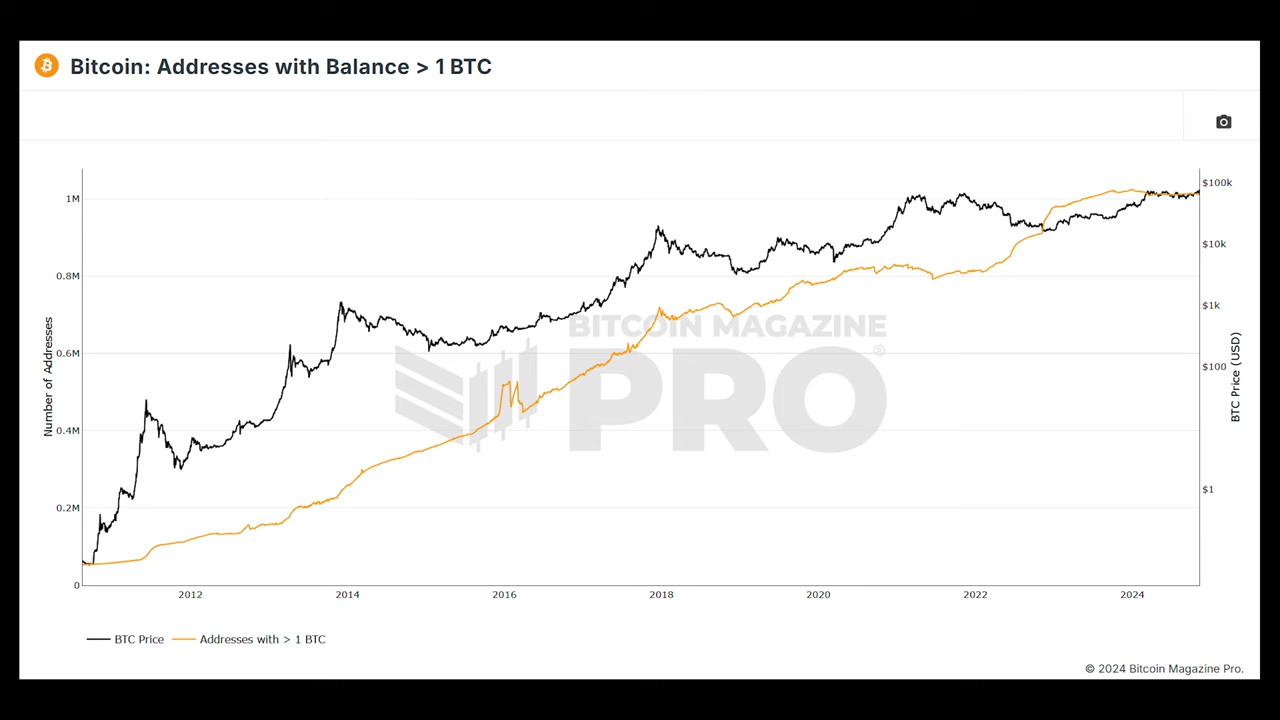 Bitcoin: Addresses with Balance > 1 BTC
1M
0.8M
0.6M
0.4M
0.2M
0
Number of Addresses
$100k
$10k
$1k
$100
$1
BTC Price (USD)
BITCOIN MAGAZINE
PRO®
2012 2014 2016 2018 2020 2022 2024
BTC Price Addresses with > 1 BTC
© 2024 Bitcoin Magazine Pro.